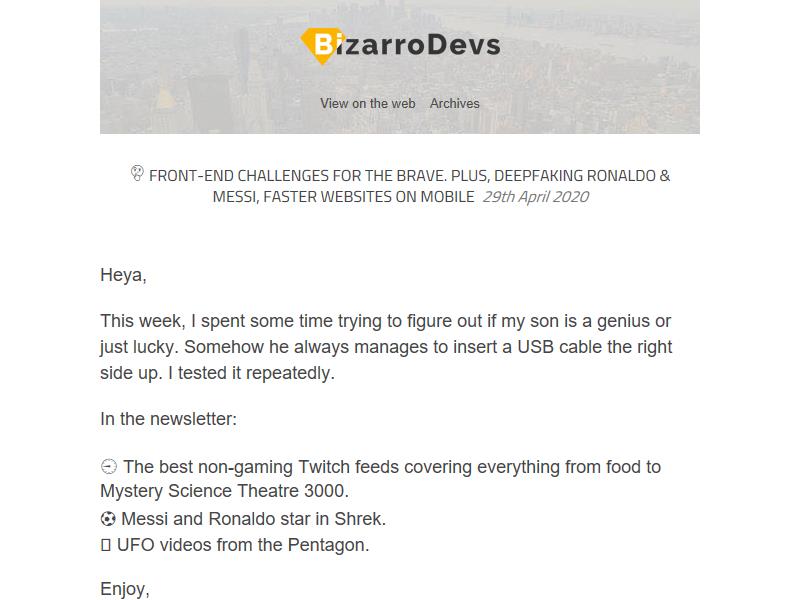 BizarroDevs
View on the web Archives
FRONT-END CHALLENGES FOR THE BRAVE. PLUS, DEEPFAKING RONALDO &
MESSI, FASTER WEBSITES ON MOBILE 29th April 2020
Heya,
This week, I spent some time trying to figure out if my son is a genius or
just lucky. Somehow he always manages to insert a USB cable the right
side up. I tested it repeatedly.
In the newsletter:
🕘 The best non-gaming Twitch feeds covering everything from food to
Mystery Science Theatre 3000.
⚽ Messi and Ronaldo star in Shrek.
▯ UFO videos from the Pentagon.
Enjoy,